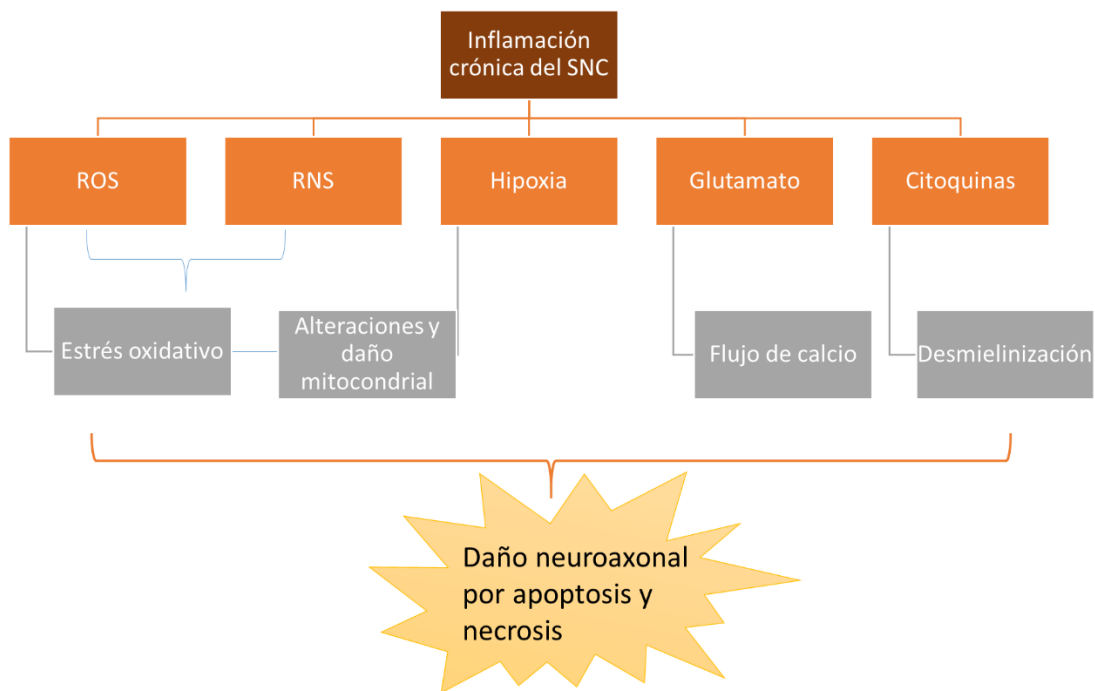 Inflamación
crónica del SNC
ROS
RNS
Hipoxia
Glutamato
Citoquinas
Estrés oxidativo
Alteraciones y
daño
mitocondrial
Flujo de calcio
Desmielinización
Daño neuroaxonal
por apoptosis y
necrosis